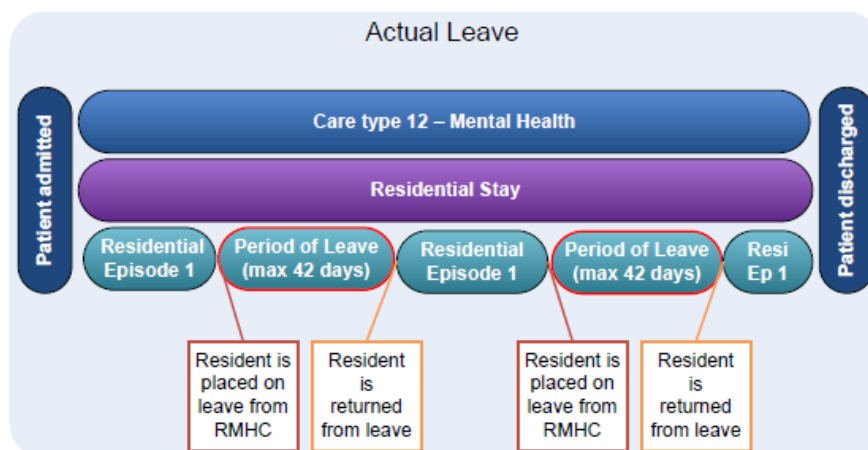 Actual Leave
Patient admitted
Care type 12 – Mental Health
Residential Stay
Residential
Episode 1
Period of Leave
(max 42 days)
Residential
Episode 1
Period of Leave
(max 42 days)
Resi
Ep 1
Patient discharged
Resident is
placed on
leave from
RMHC
Resident
is
returned
from leave
Resident is
placed on
leave from
RMHC
Resident
is
returned
from leave